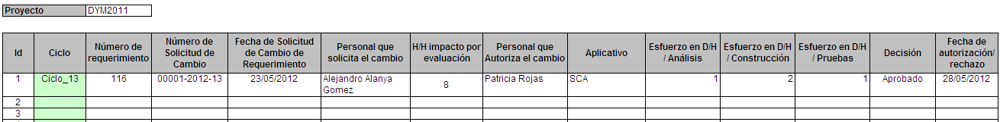 Proyecto DYM2011
Id Ciclo Número de requerimiento Número de Solicitud de Cambio Fecha de Solicitud de Cambio de Requerimiento Personal que solicita el cambio H/H impacto por evaluación Personal que Autoriza el cambio Aplicativo Esfuerzo en D/H / Análisis Esfuerzo en D/H / Construcción Esfuerzo en D/H / Pruebas Decisión Fecha de autorización/ rechazo
1 Ciclo_13 116 00001-2012-13 23/05/2012 Alejandro Alanya Gomez 8 Patricia Rojas SCA 1 2 1 Aprobado 28/05/2012
2
3